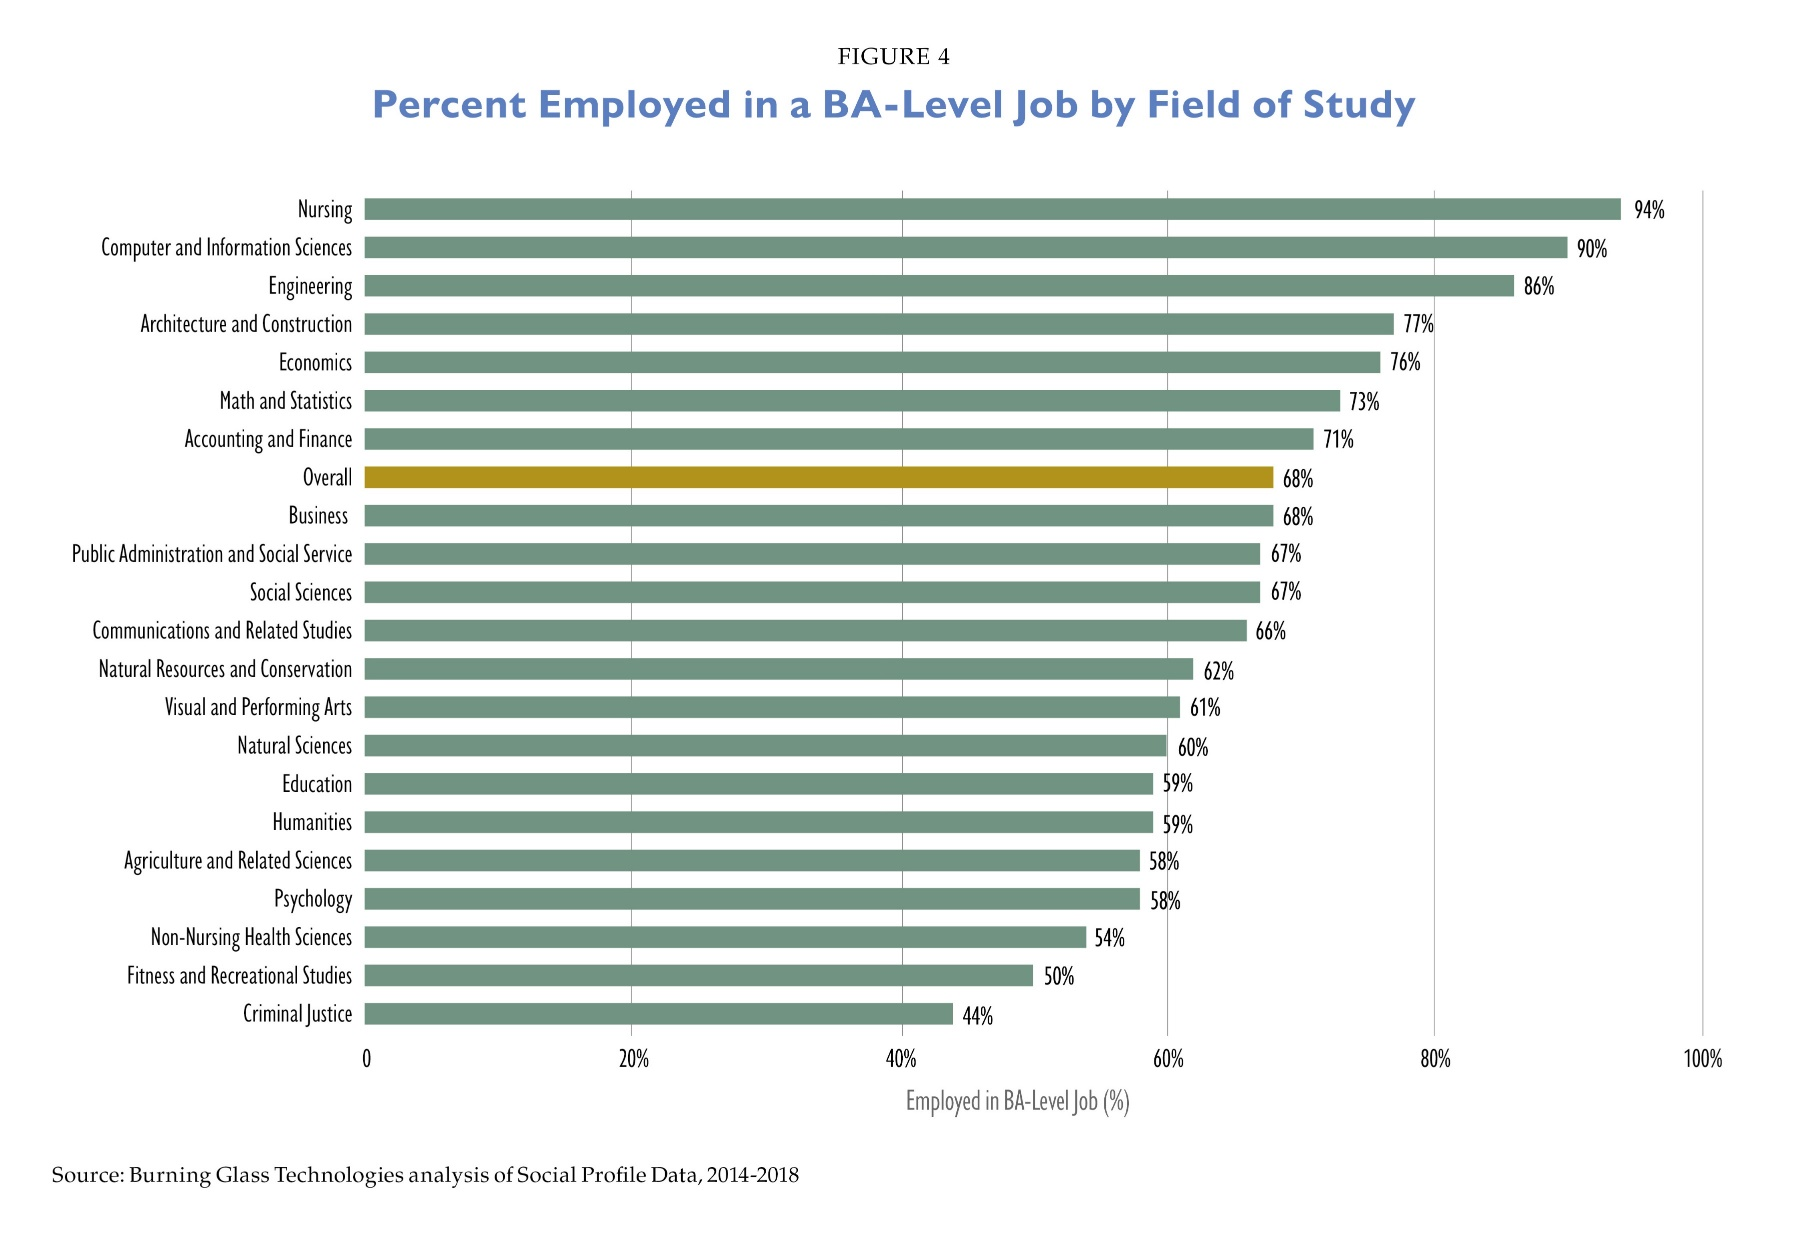 FIGURE 4
Percent Employed in a BA-Level Job by Field of Study
Nursing 94%
Computer and Information Sciences 90%
Engineering 86%
Architecture and Construction 77%
Economics 76%
Math and Statistics 73%
Accounting and Finance 71%
Overall 68%
Business 68%
Public Administration and Social Service 67%
Social Sciences 67%
Communications and Related Studies 66%
Natural Resources and Conservation 62%
Visual and Performing Arts 61%
Natural Sciences 60%
Education 59%
Humanities 59%
Agriculture and Related Sciences 58%
Psychology 58%
Non-Nursing Health Sciences 54%
Fitness and Recreational Studies 50%
Criminal Justice 44%
0 20% 40% 60% 80% 100%
Employed in BA-Level Job (%)
Source: Burning Glass Technologies analysis of Social Profile Data, 2014-2018